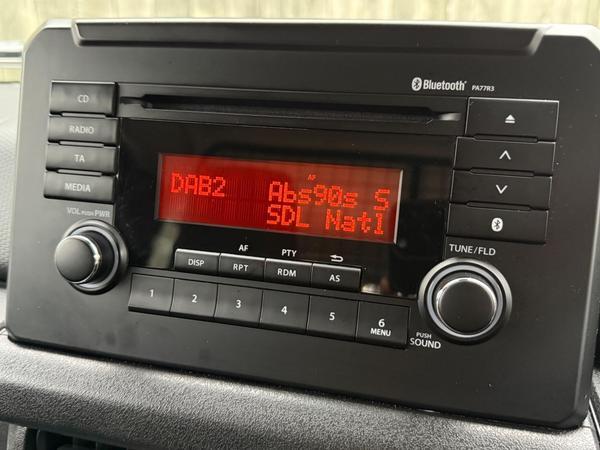 Bluetooth® PA77R3
CD
RADIO
TA
MEDIA
VOL PUSH PWR
AF
DAB2 Abs90s S
SDL Natl
AF PTY
DISP RPT RDM AS
1 2 3 4 5 6
MENU
TUNE / FLD
PUSH
SOUND